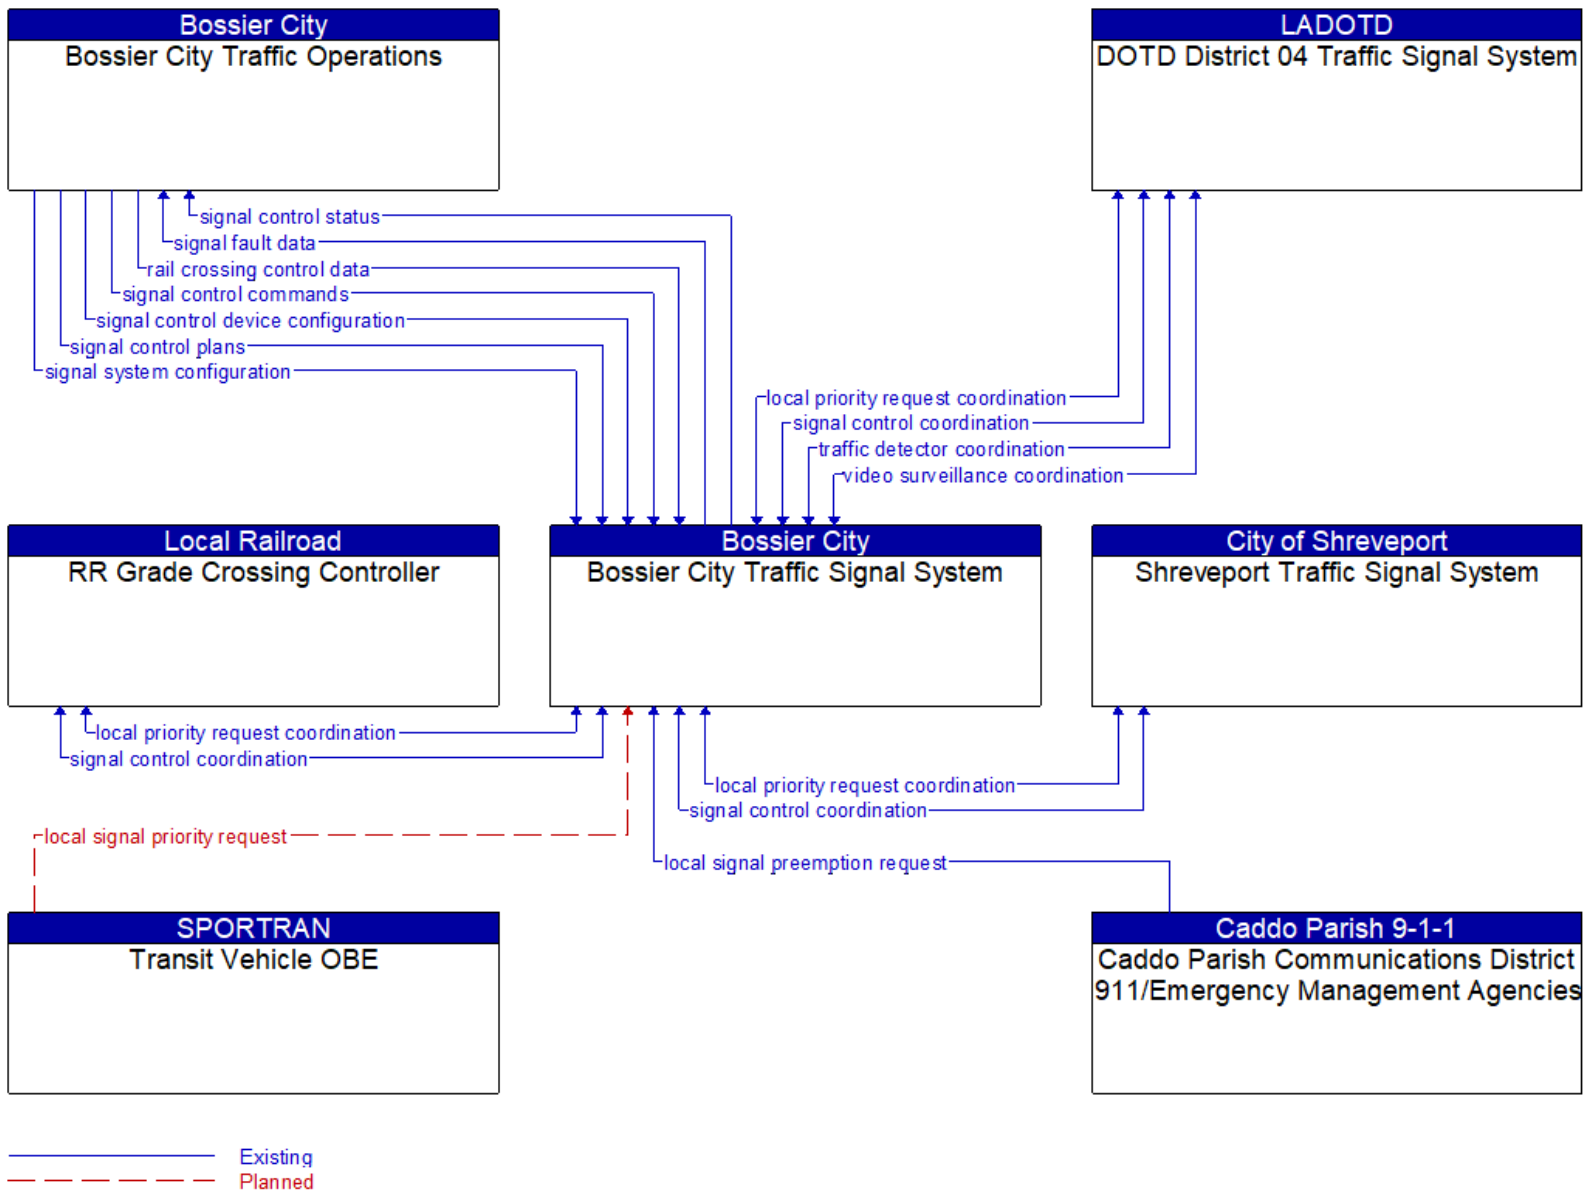 Bossier City
Bossier City Traffic Operations
LADOTD
DOTD District 04 Traffic Signal System
signal control status
signal fault data
rail crossing control data
signal control commands
signal control device configuration
signal control plans
signal system configuration
local priority request coordination
signal control coordination
traffic detector coordination
video surveillance coordination
Local Railroad
RR Grade Crossing Controller
Bossier City
Bossier City Traffic Signal System
City of Shreveport
Shreveport Traffic Signal System
local priority request coordination
signal control coordination
local priority request coordination
signal control coordination
local signal priority request
local signal preemption request
SPORTRAN
Transit Vehicle OBE
Caddo Parish 9-1-1
Caddo Parish Communications District
911/Emergency Management Agencies
Existing
Planned